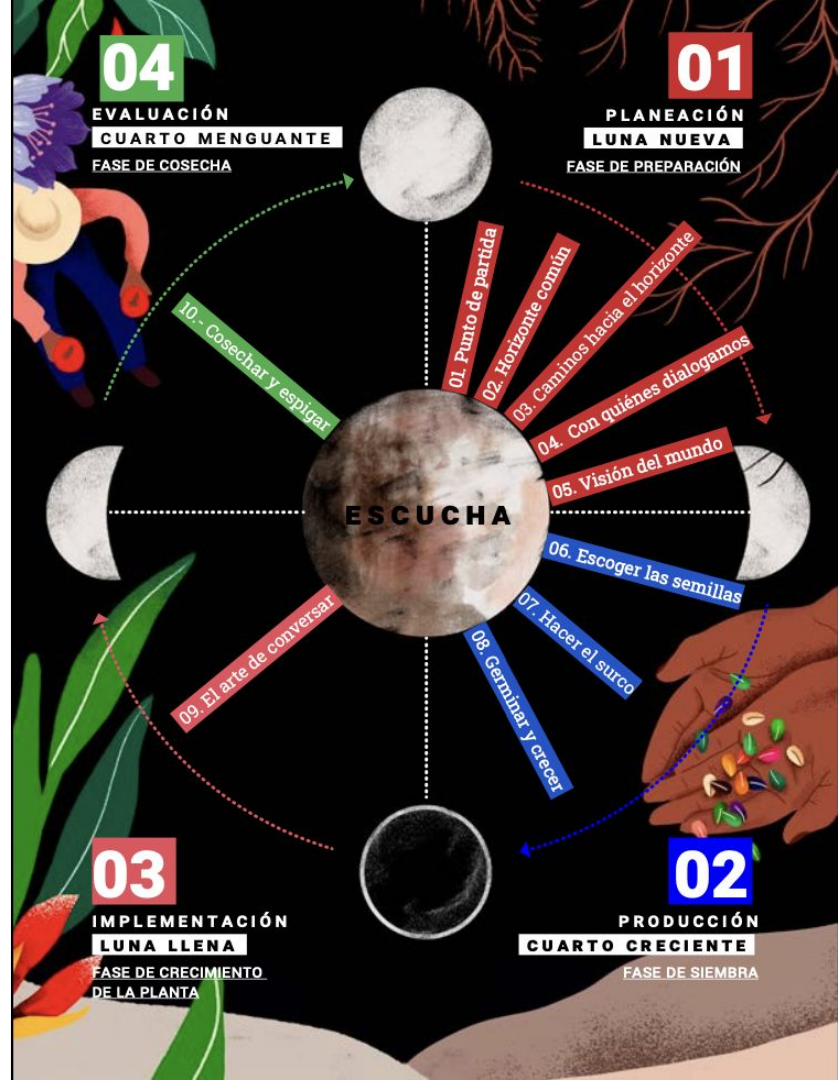 04
EVALUACIÓN
CUARTO MENGUANTE
FASE DE COSECHA
01
PLANEACIÓN
LUNA NUEVA
FASE DE PREPARACIÓN
01. Punto de partida
02. Horizonte común
03. Caminos hacia el horizonte
04. Con quiénes dialogamos
05. Visión del mundo
ESCUCHA
06. Escoger las semillas
07. Hacer el surco
08. Germinar y crecer
09. El arte de conversar
10.- Cosechar y espigar
03
IMPLEMENTACIÓN
LUNA LLENA
FASE DE CRECIMIENTO
DE LA PLANTA
02
PRODUCCIÓN
CUARTO CRECIENTE
FASE DE SIEMBRA